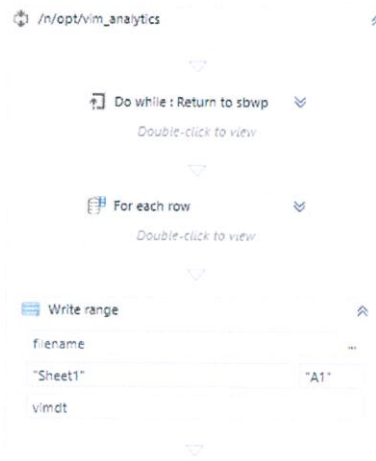 /n/opt/vim_analytics
Do while : Return to sbwp
Double-click to view
For each row
Double-click to view
Write range
filename ...
"Sheet1" "A1"
vimdt